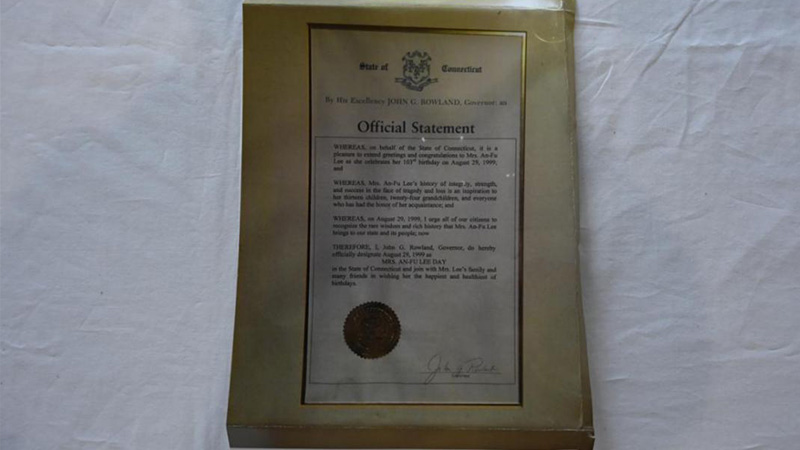 State of Connecticut
By His Excellency JOHN G. ROWLAND, Governor: an
Official Statement
WHEREAS, on behalf of the State of Connecticut, it is a
pleasure to extend greetings and congratulations to Mrs. An-Fu
Lee as she celebrates her 103th birthday on August 29, 1999;
and
WHEREAS, Mrs. An-Fu Lee's history of integrity, strength,
and success in the face of tragedy and loss is an inspiration to
her thirteen children, twenty-four grandchildren, and everyone
who has had the honor of her acquaintance; and
WHEREAS, on August 29, 1999, I urge all of our citizens to
recognize the rare wisdom and rich history that Mrs. An-Fu Lee
brings to our state and its people; now
THEREFORE, I, John G. Rowland, Governor, do hereby
officially designate August 29, 1999 as
MRS. AN-FU LEE DAY
in the State of Connecticut and join with Mrs. Lee's family and
many friends in wishing her the happiest and healthiest of
birthdays.
John G. Rowland
Governor